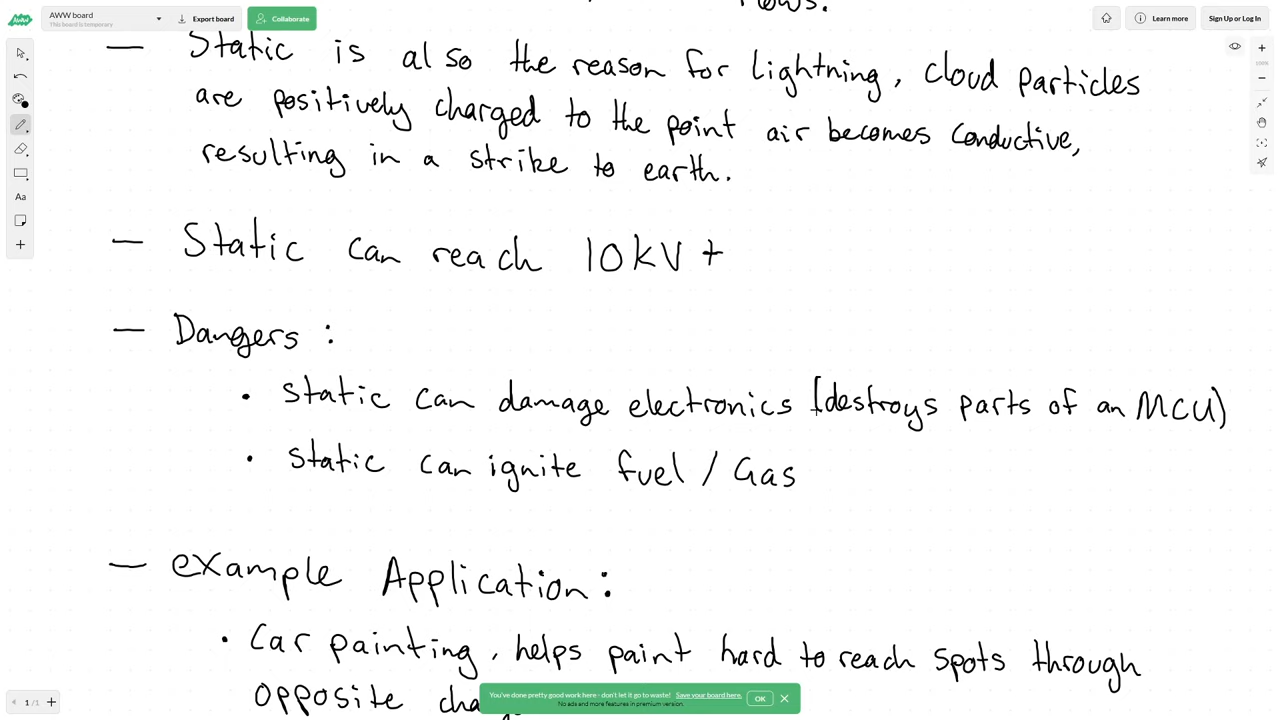 AWW board
This board is temporary
Export board
Collaborate
Learn more
Sign Up or Log In
— Static is also the reason for lightning, cloud particles
are positively charged to the point air becomes conductive,
resulting in a strike to earth.
— Static can reach 10kV +
— Dangers :
• static can damage electronics (destroys parts of an MCU)
• static can ignite fuel / Gas
— example Application:
• Car painting, helps paint hard to reach spots through
opposite
You've done pretty good work here - don't let it go to waste! Save your board here.
No ads and more features in premium version.
OK
Aa
100%
1 / 1